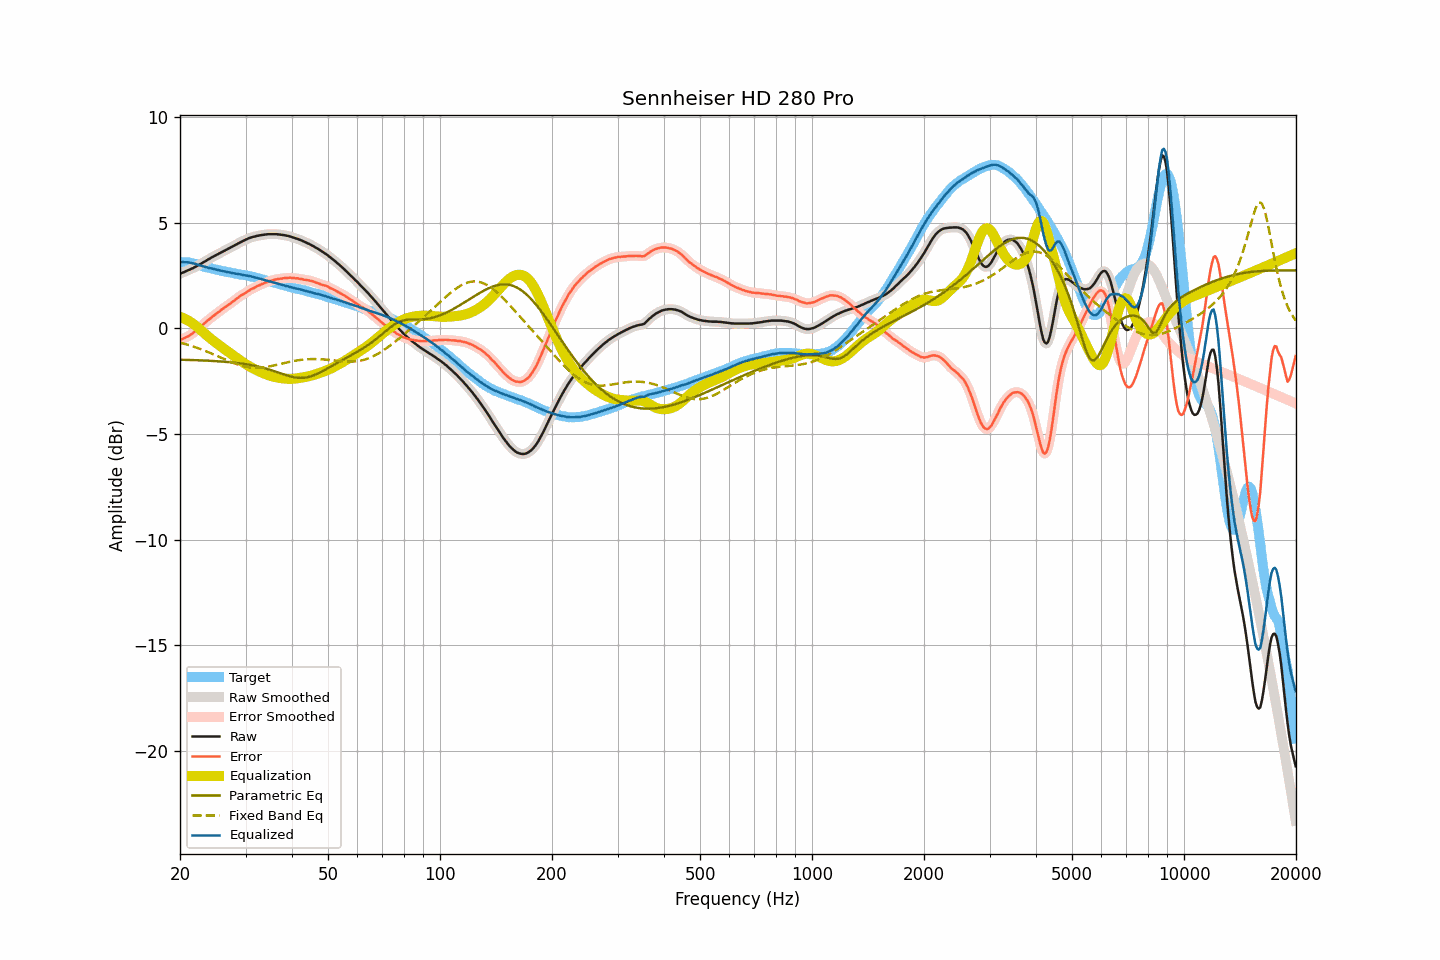 Sennheiser HD 280 Pro
10
5
0
−5
−10
−15
−20
Amplitude (dBr)
Target
Raw Smoothed
Error Smoothed
Raw
Error
Equalization
Parametric Eq
Fixed Band Eq
Equalized
20 50 100 200 500 1000 2000 5000 10000 20000
Frequency (Hz)